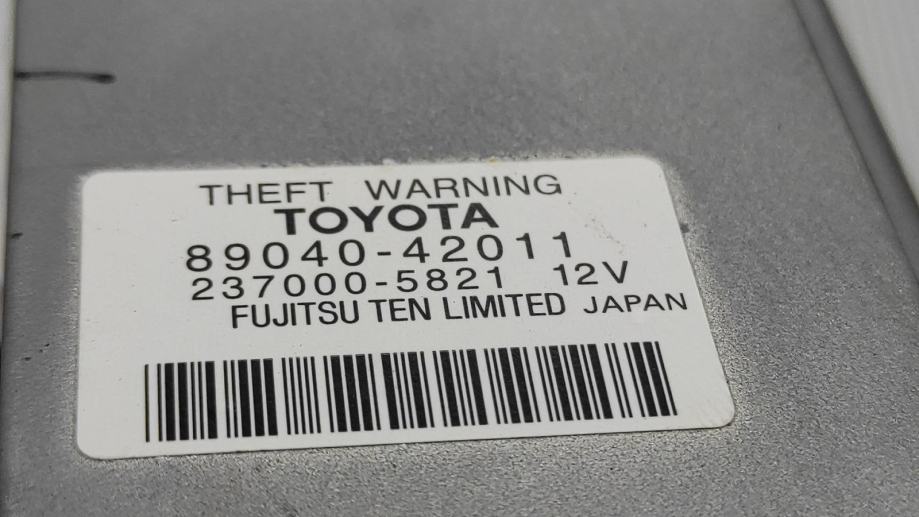 THEFT WARNING
TOYOTA
89040-42011
237000-5821 12V
FUJITSU TEN LIMITED JAPAN